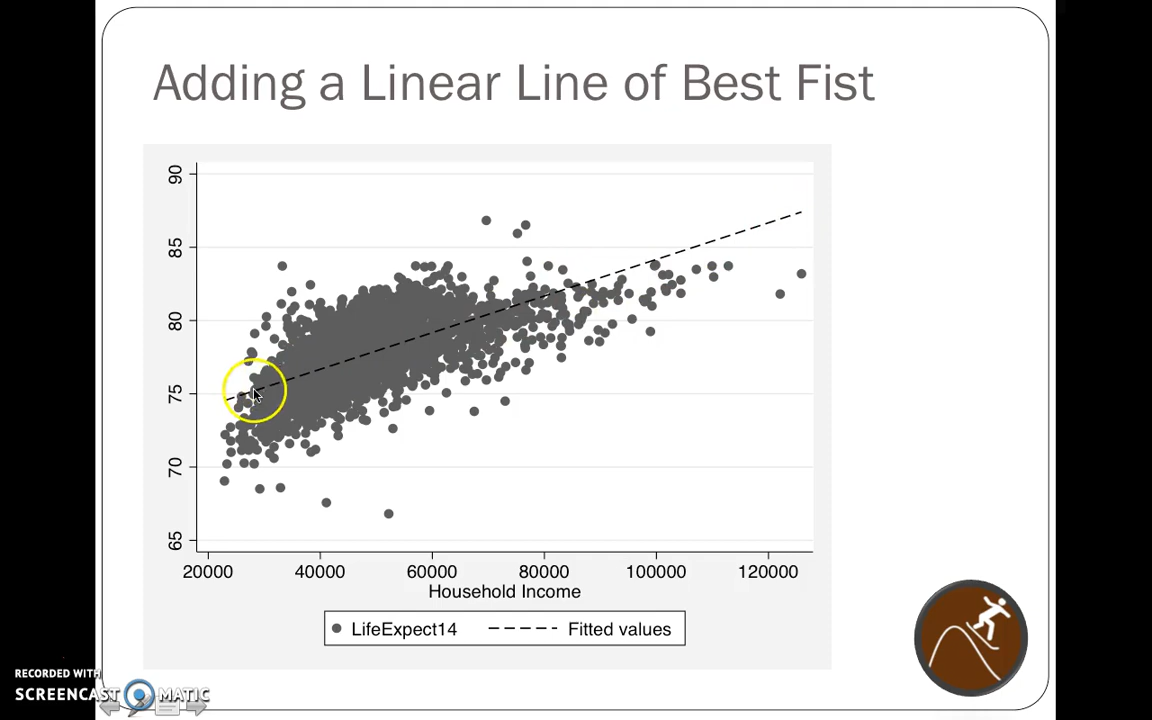 Adding a Linear Line of Best Fist
90
85
80
75
70
65
20000 40000 60000 80000 100000 120000
Household Income
LifeExpect14 Fitted values
RECORDED WITH
SCREENCAST MATIC